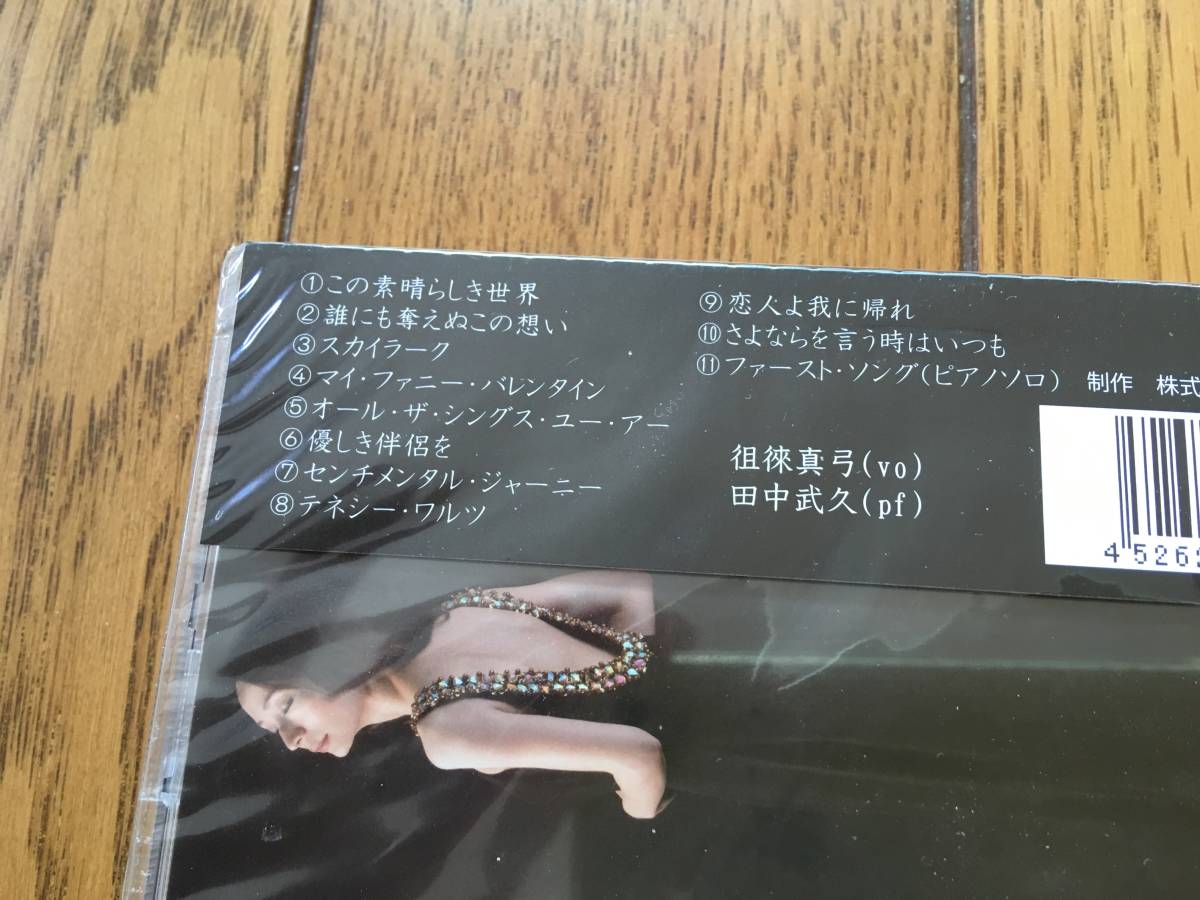 ①この素晴らしき世界
②誰にも奪えぬこの想い
③スカイラーク
④マイ・ファニー・バレンタイン
⑤オール・ザ・シングス・ユー・アー
⑥優しき伴侶を
⑦センチメンタル・ジャーニー
⑧テネシー・ワルツ
⑨恋人よ我に帰れ
⑩さよならを言う時はいつも
⑪ファースト・ソング(ピアノソロ)
制作 株式
徂徠真弓(vo)
田中武久(pf)
4 5262